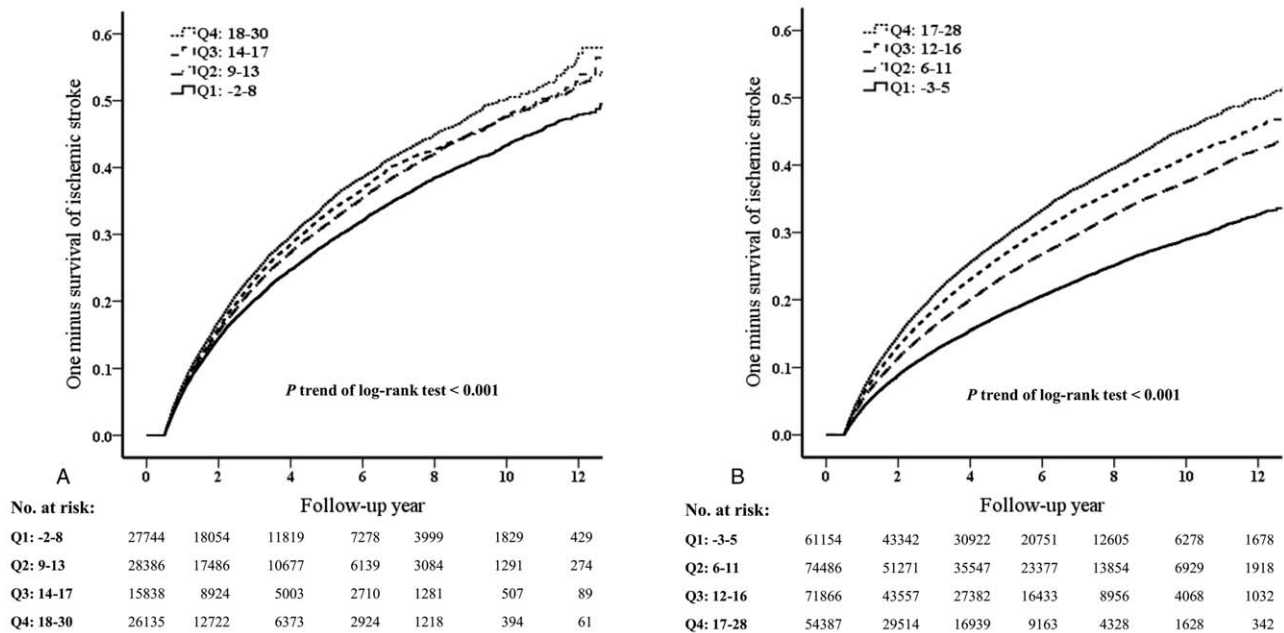 One minus survival of ischemic stroke
0.6
0.5
0.4
0.3
0.2
0.1
0.0
Q4: 18-30
Q3: 14-17
Q2: 9-13
Q1: -2-8
P trend of log-rank test < 0.001
0 2 4 6 8 10 12
A
Follow-up year
No. at risk:
Q1: -2-8 27744 18054 11819 7278 3999 1829 429
Q2: 9-13 28386 17486 10677 6139 3084 1291 274
Q3: 14-17 15838 8924 5003 2710 1281 507 89
Q4: 18-30 26135 12722 6373 2924 1218 394 61
One minus survival of ischemic stroke
0.6
0.5
0.4
0.3
0.2
0.1
0.0
Q4: 17-28
Q3: 12-16
Q2: 6-11
Q1: -3-5
P trend of log-rank test < 0.001
0 2 4 6 8 10 12
B
Follow-up year
No. at risk:
Q1: -3-5 61154 43342 30922 20751 12605 6278 1678
Q2: 6-11 74486 51271 35547 23377 13854 6929 1918
Q3: 12-16 71866 43557 27382 16433 8956 4068 1032
Q4: 17-28 54387 29514 16939 9163 4328 1628 342